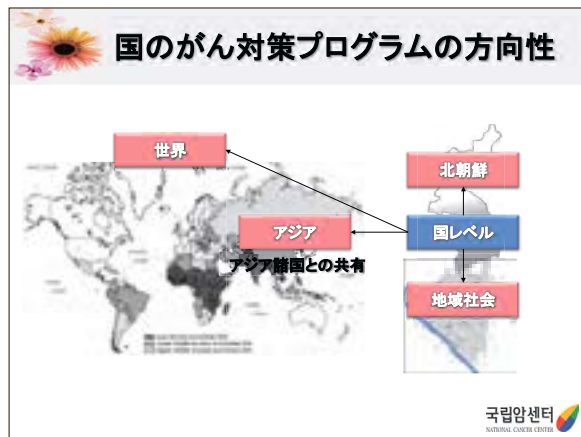 国のがん対策プログラムの方向性
世界
北朝鮮
アジア
国レベル
アジア諸国との共有
地域社会
국립암센터
NATIONAL CANCER CENTER